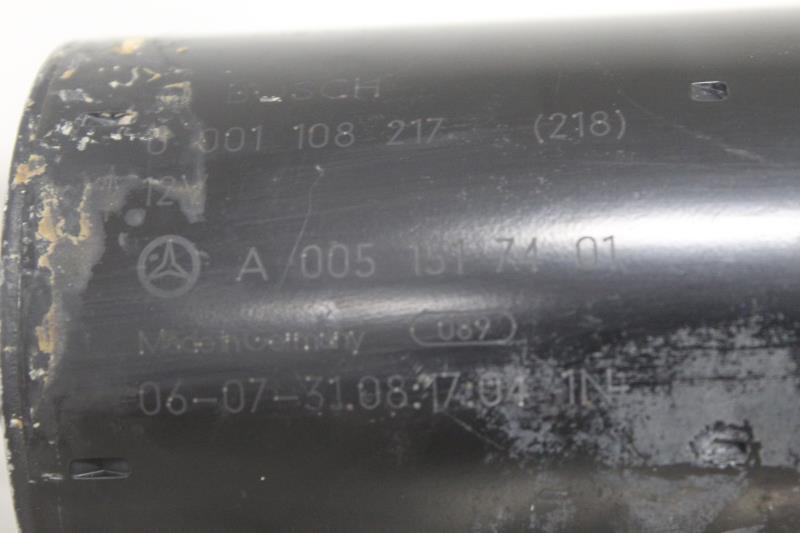 BOSCH
0 001 108 217 (218)
12V
A 005 151 74 01
Made in Germany 069
06-07-31.08:17:04 1N